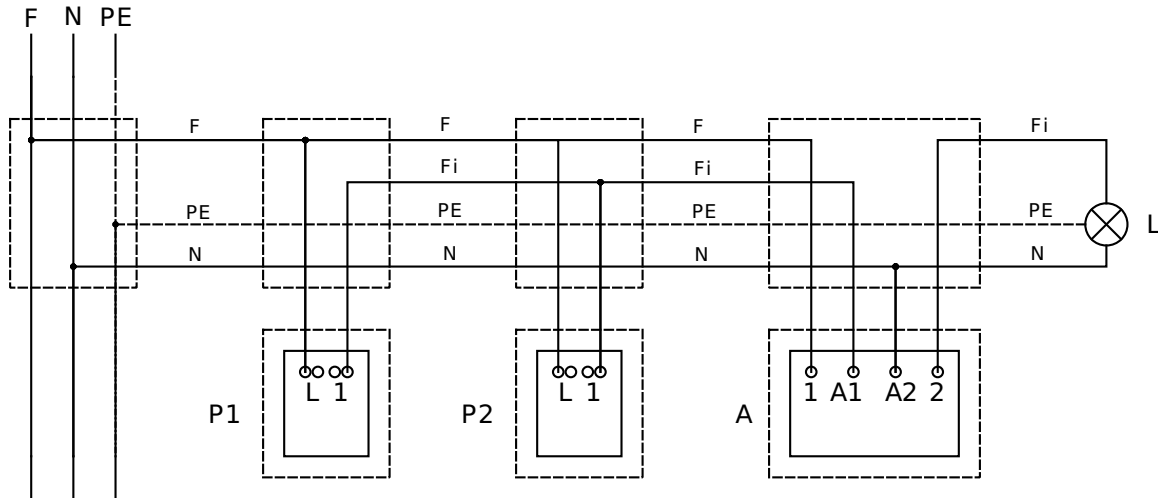 F N PE
F F F Fi
Fi Fi
PE PE PE PE L
N N N N
L 1 L 1 1 A1 A2 2
P1 P2 A